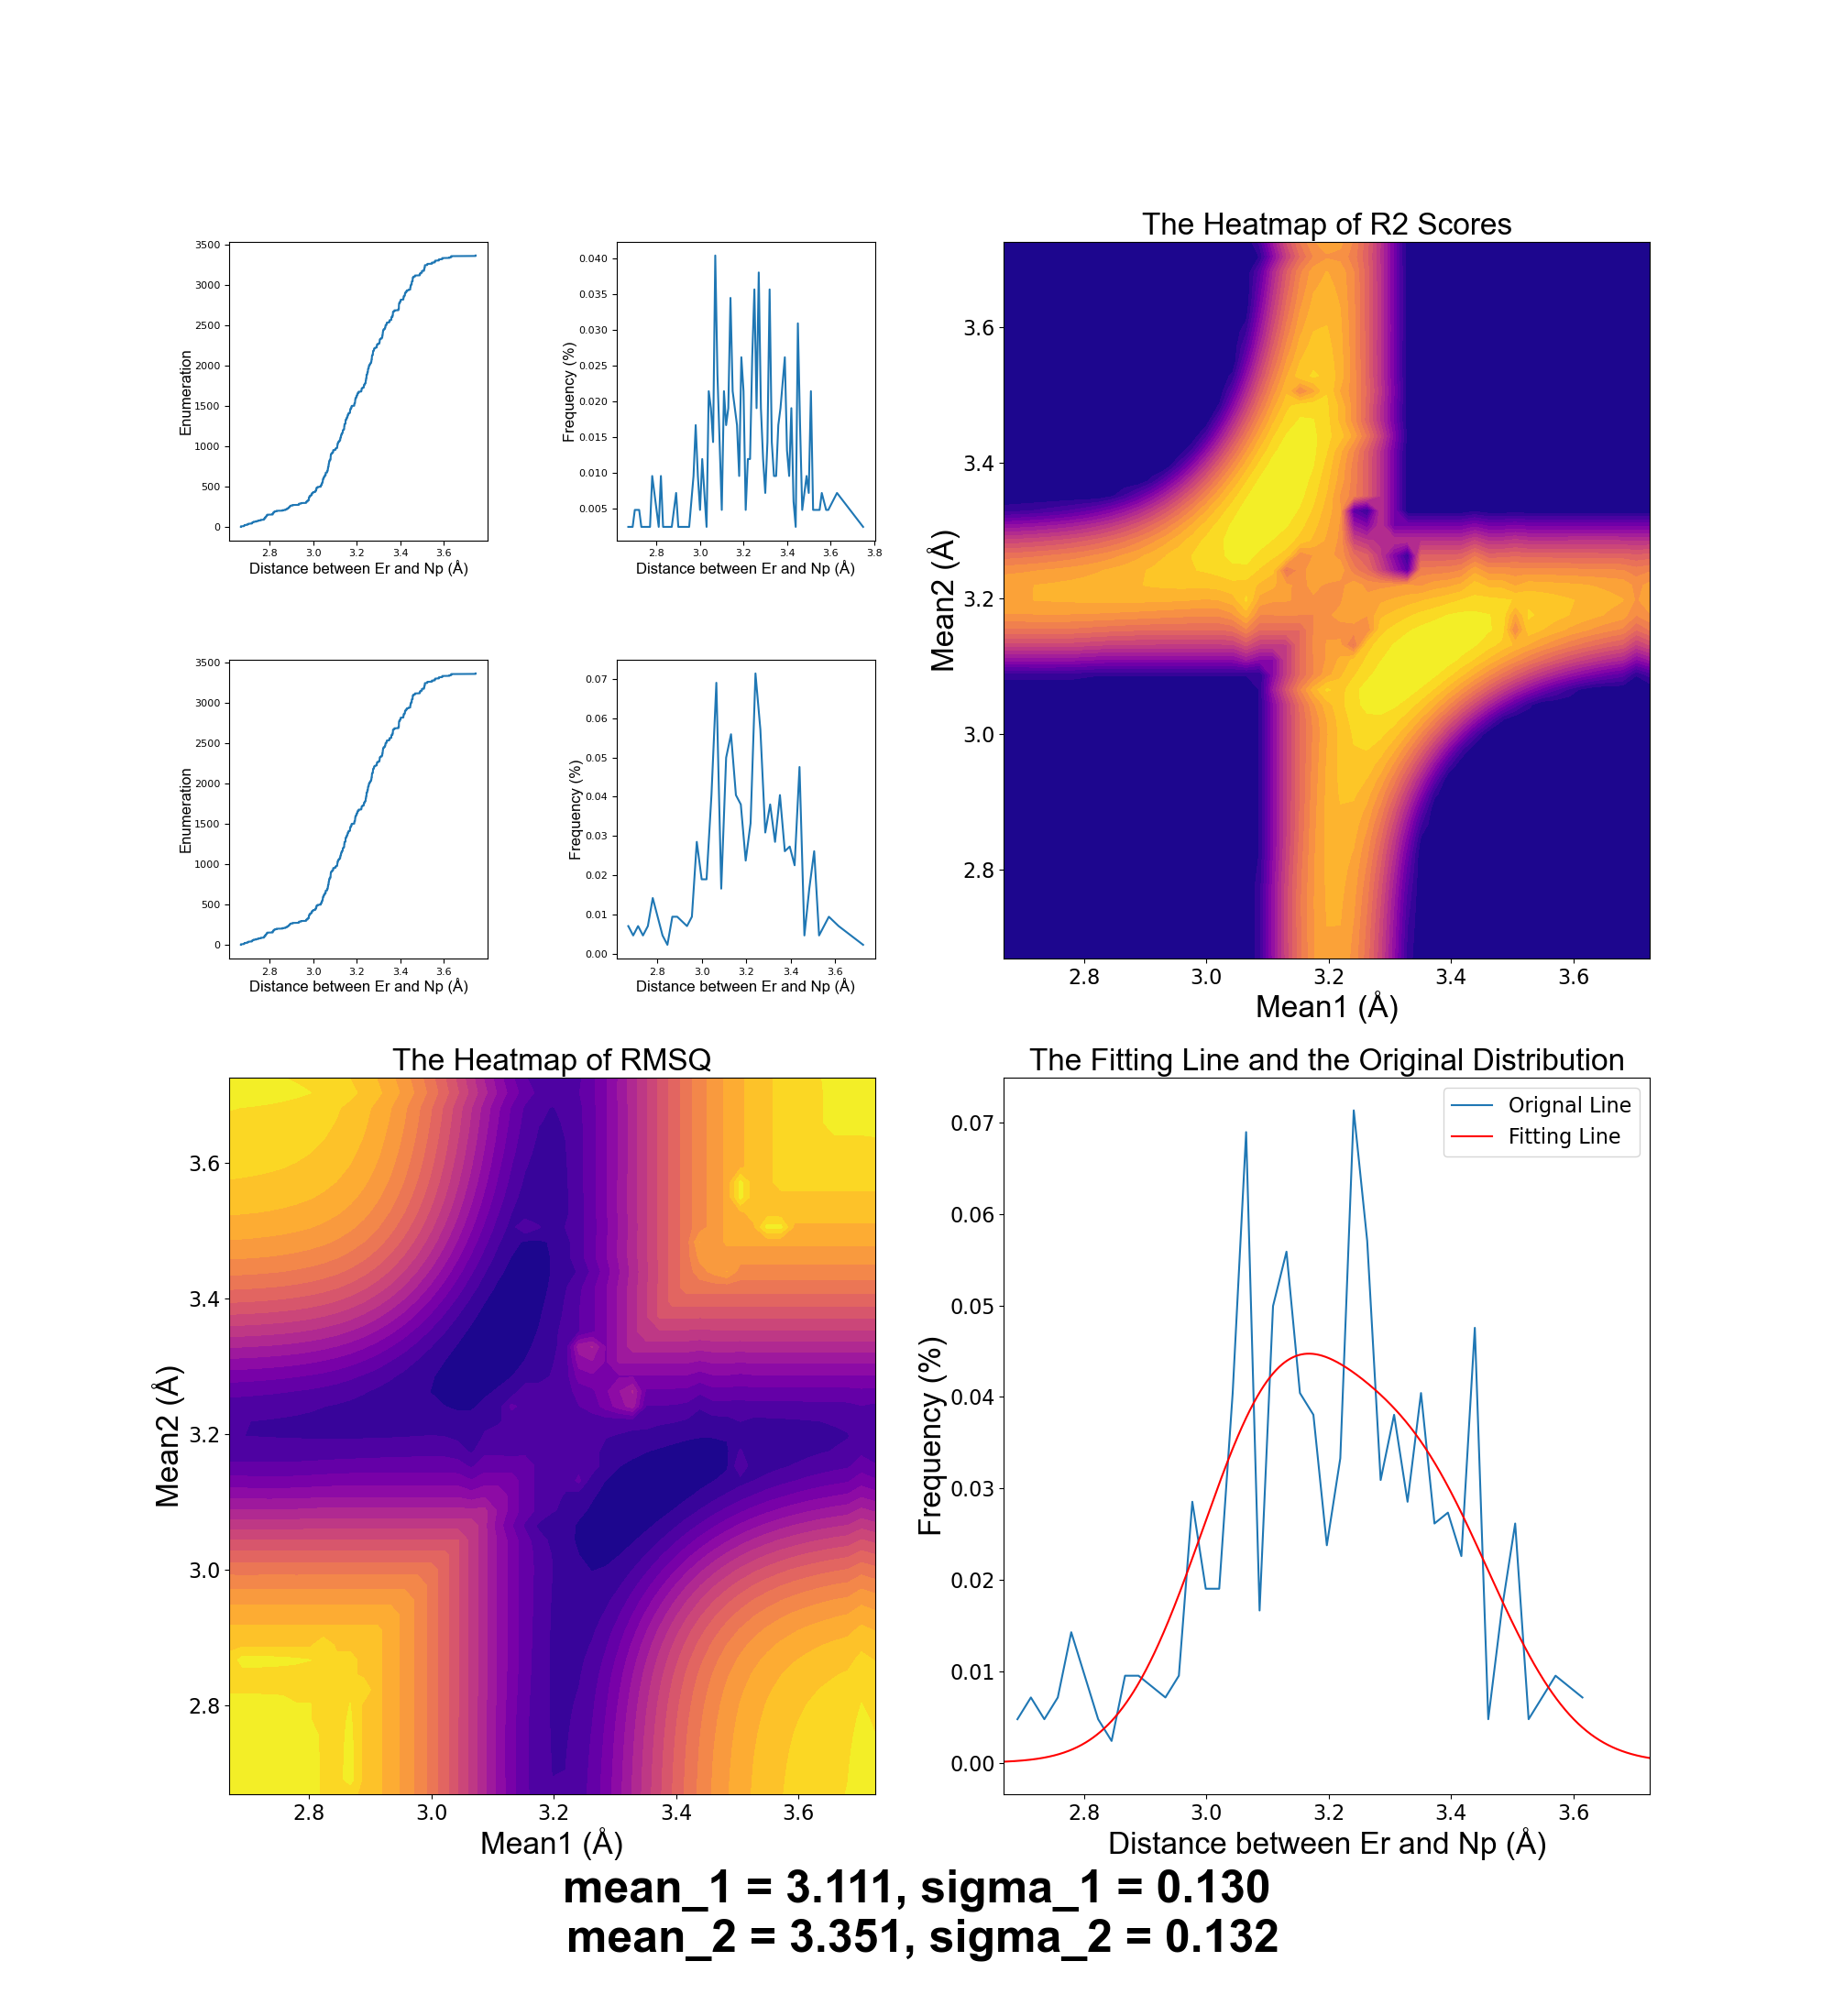 The Heatmap of R2 Scores
3500
3000
2500
2000
1500
1000
500
0
Enumeration
2.8 3.0 3.2 3.4 3.6
Distance between Er and Np (Å)
0.040
0.035
0.030
0.025
0.020
0.015
0.010
0.005
Frequency (%)
2.8 3.0 3.2 3.4 3.6 3.8
Distance between Er and Np (Å)
3500
3000
2500
2000
1500
1000
500
0
Enumeration
2.8 3.0 3.2 3.4 3.6
Distance between Er and Np (Å)
0.07
0.06
0.05
0.04
0.03
0.02
0.01
0.00
Frequency (%)
2.8 3.0 3.2 3.4 3.6
Distance between Er and Np (Å)
3.6
3.4
3.2
3.0
2.8
Mean2 (Å)
2.8 3.0 3.2 3.4 3.6
Mean1 (Å)
The Heatmap of RMSQ
3.6
3.4
3.2
3.0
2.8
Mean2 (Å)
2.8 3.0 3.2 3.4 3.6
Mean1 (Å)
The Fitting Line and the Original Distribution
Orignal Line
Fitting Line
0.07
0.06
0.05
0.04
0.03
0.02
0.01
0.00
Frequency (%)
2.8 3.0 3.2 3.4 3.6
Distance between Er and Np (Å)
mean_1 = 3.111, sigma_1 = 0.130
mean_2 = 3.351, sigma_2 = 0.132